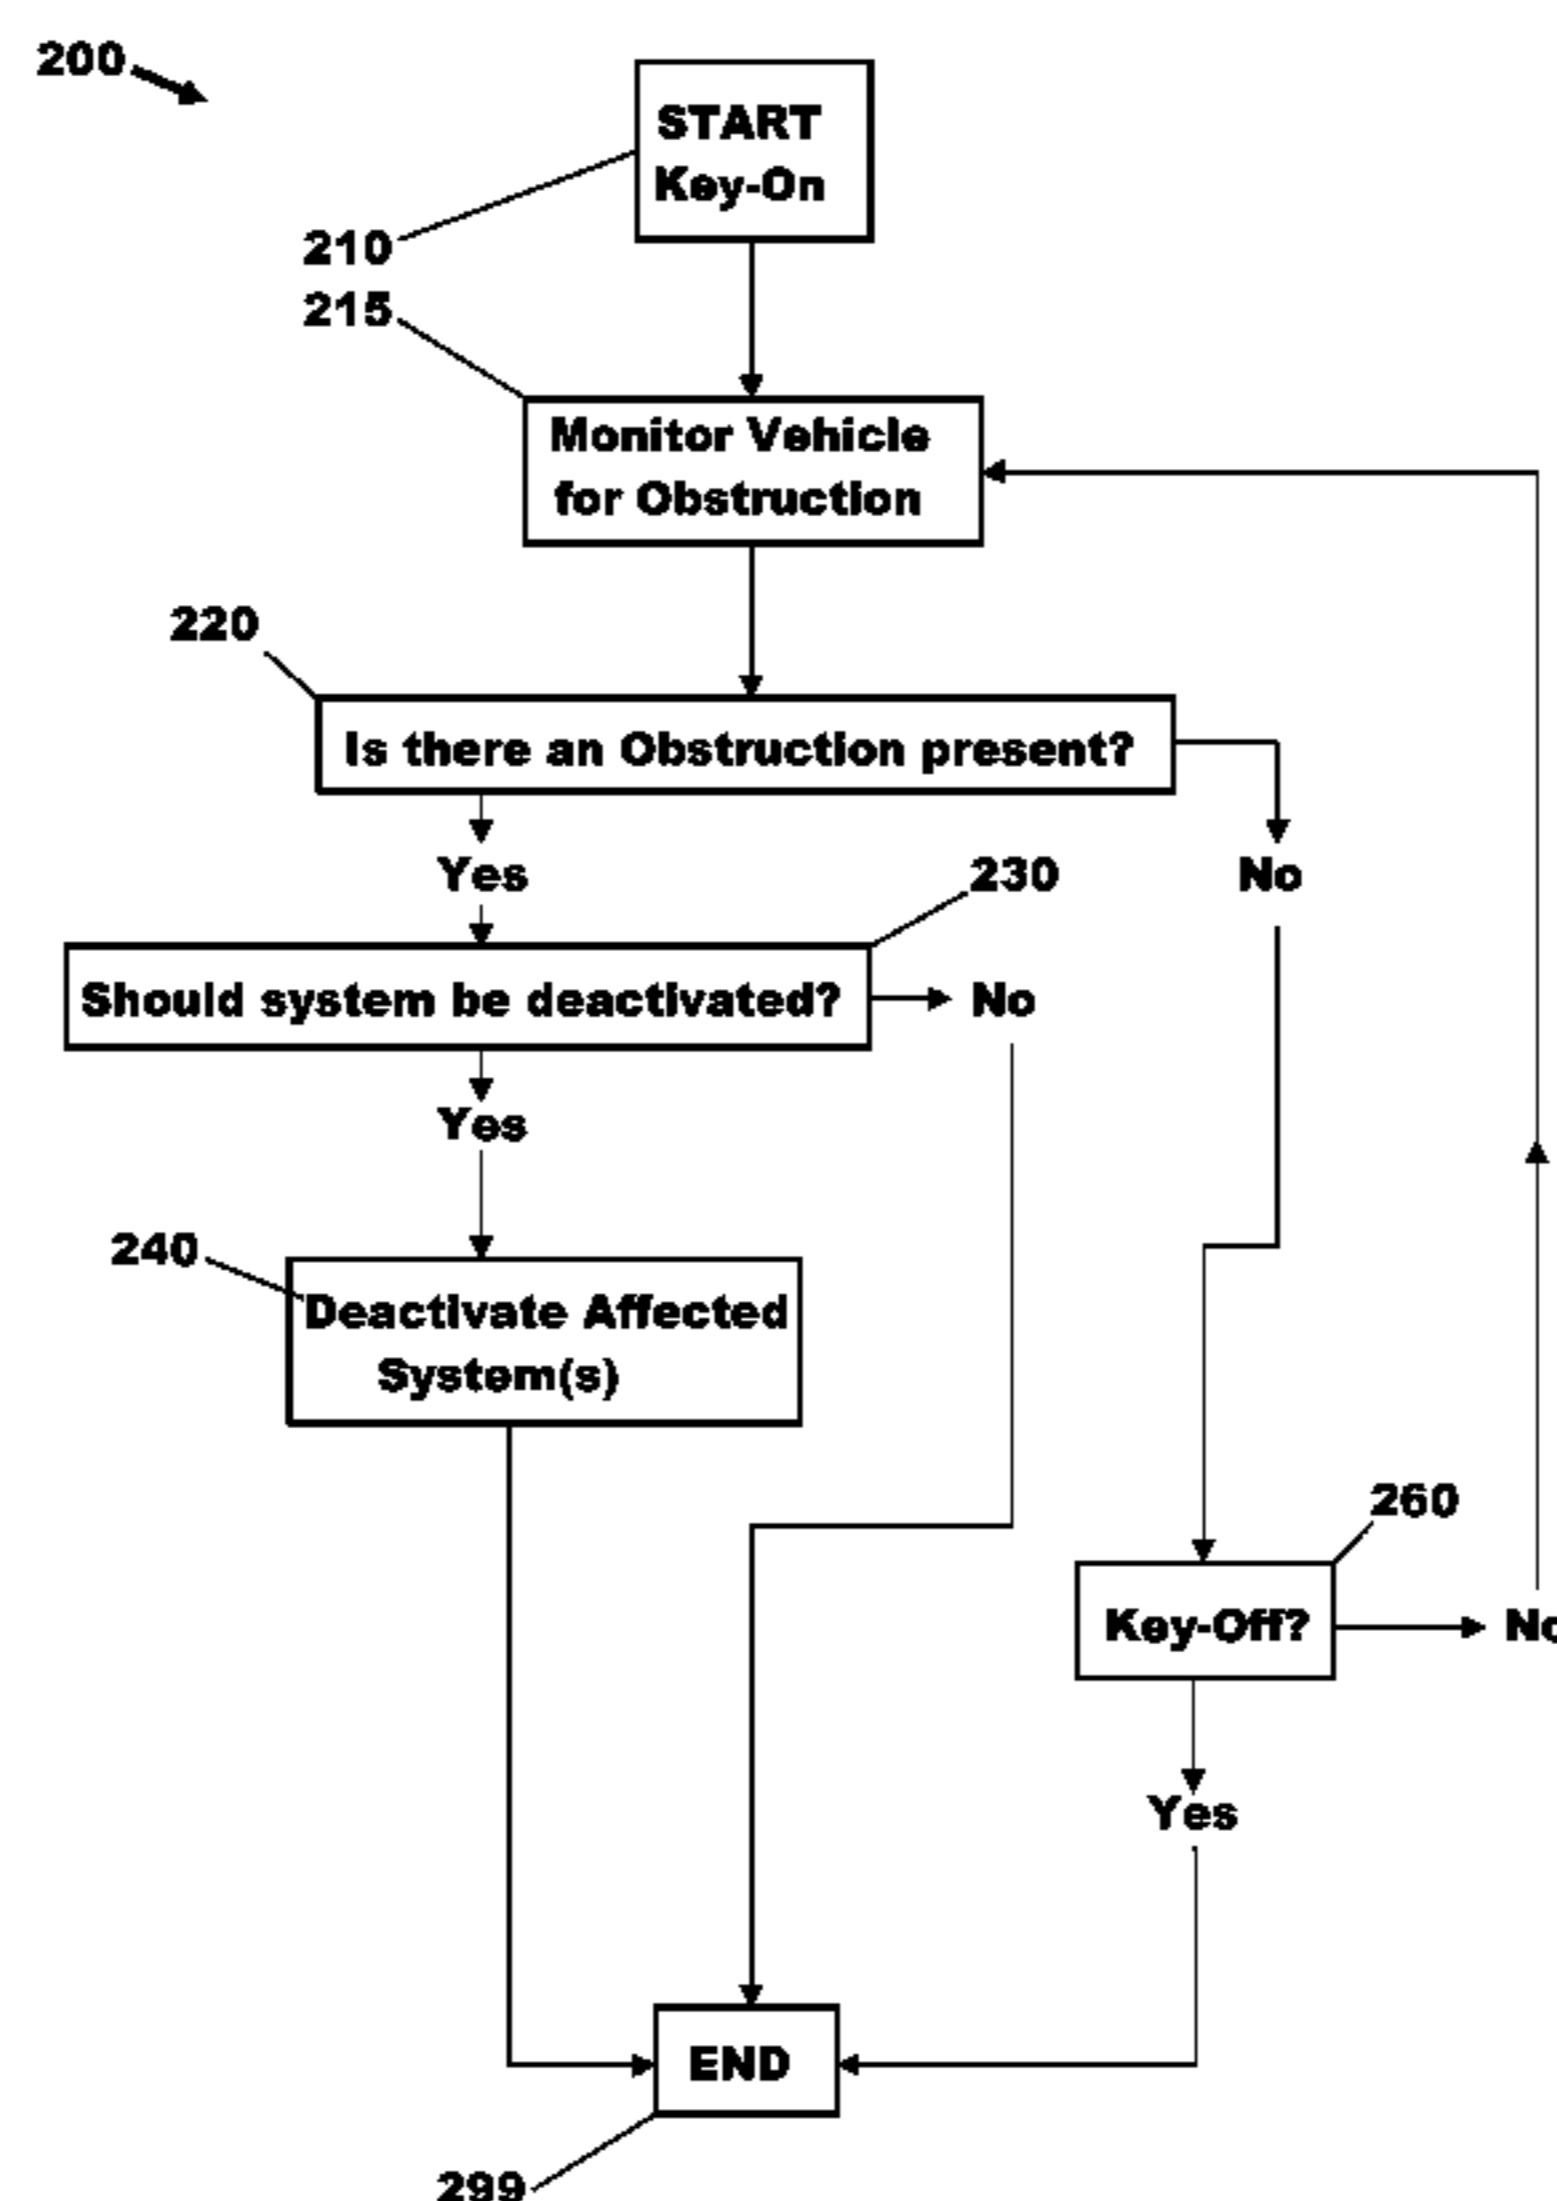 200
START
Key-On
210
215
Monitor Vehicle
for Obstruction
220
Is there an Obstruction present?
Yes
230
No
Should system be deactivated?
No
Yes
240
Deactivate Affected
System(s)
260
Key-Off?
No
Yes
END
299